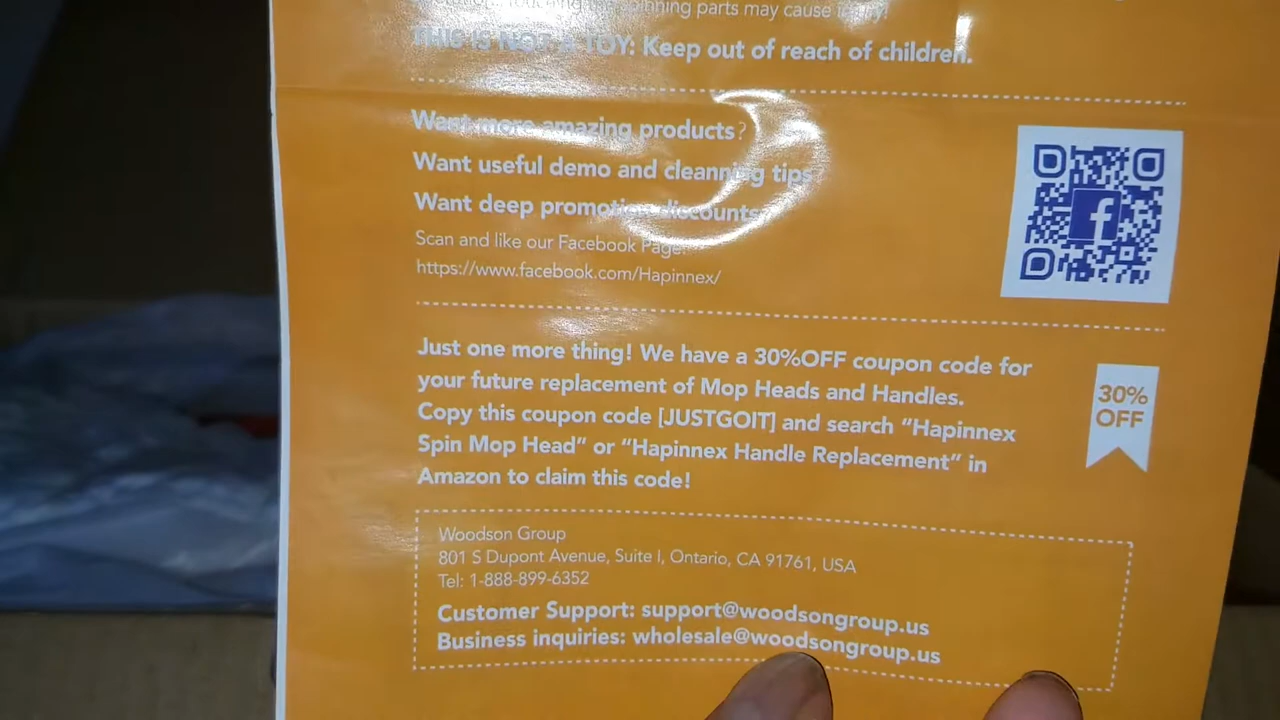 spinning parts may cause injury!
THIS IS NOT A TOY: Keep out of reach of children.
Want more amazing products?
Want useful demo and cleanning tips?
Want deep promotion discounts
Scan and like our Facebook Page:
https://www.facebook.com/Hapinnex/
Just one more thing! We have a 30%OFF coupon code for
your future replacement of Mop Heads and Handles.
Copy this coupon code [JUSTGOIT] and search “Hapinnex
Spin Mop Head” or “Hapinnex Handle Replacement” in
Amazon to claim this code!
30%
OFF
Woodson Group
801 S Dupont Avenue, Suite I, Ontario, CA 91761, USA
Tel: 1-888-899-6352
Customer Support: support@woodsongroup.us
Business inquiries: wholesale@woodsongroup.us